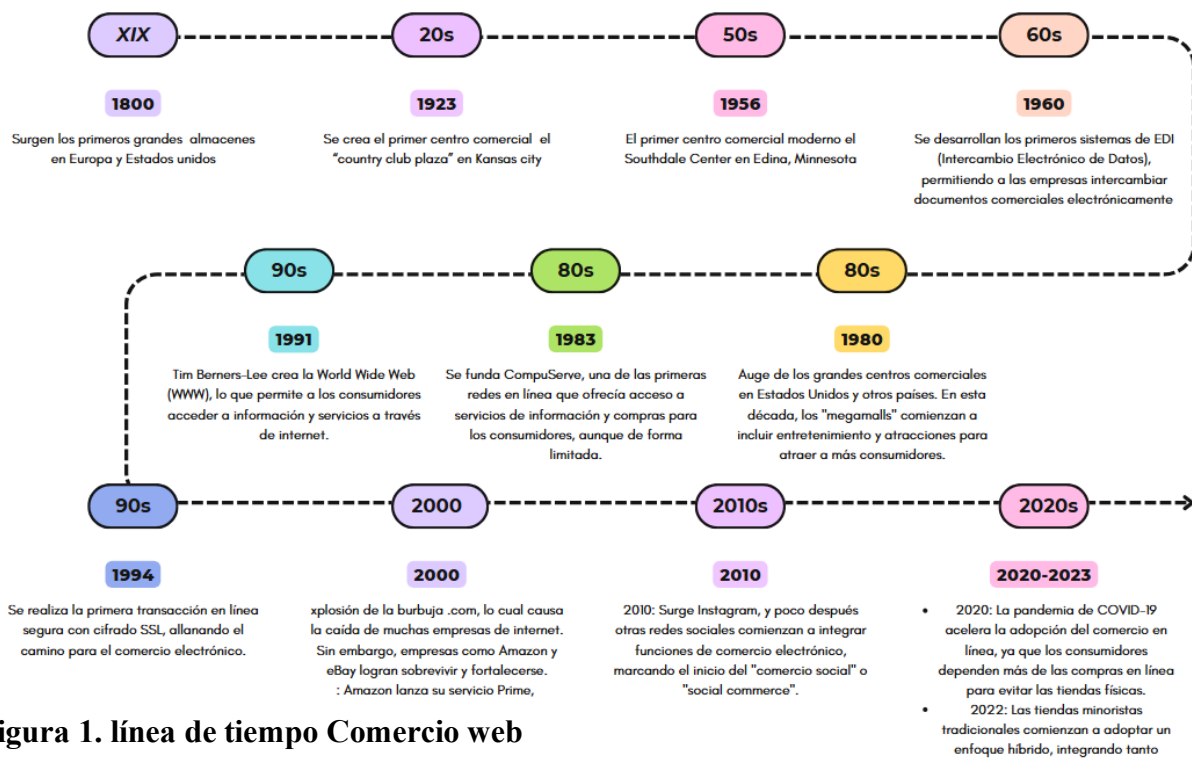 XIX
1800
Surgen los primeros grandes almacenes
en Europa y Estados unidos
20s
1923
Se crea el primer centro comercial el
"country club plaza" en Kansas city
50s
1956
El primer centro comercial moderno el
Southdale Center en Edina, Minnesota
60s
1960
Se desarrollan los primeros sistemas de EDI
(Intercambio Electrónico de Datos),
permitiendo a las empresas intercambiar
documentos comerciales electrónicamente
80s
1980
Auge de los grandes centros comerciales
en Estados Unidos y otros países. En esta
década, los "megamalls" comienzan a
incluir entretenimiento y atracciones para
atraer a más consumidores.
80s
1983
Se funda CompuServe, una de las primeras
redes en línea que ofrecía acceso a
servicios de información y compras para
los consumidores, aunque de forma
limitada.
90s
1991
Tim Berners-Lee crea la World Wide Web
(WWW), lo que permite a los consumidores
acceder a información y servicios a través
de internet.
90s
1994
Se realiza la primera transacción en línea
segura con cifrado SSL, allanando el
camino para el comercio electrónico.
2000
2000
xplosión de la burbuja .com, lo cual causa
la caída de muchas empresas de internet.
Sin embargo, empresas como Amazon y
eBay logran sobrevivir y fortalecerse.
: Amazon lanza su servicio Prime,
2010s
2010
2010: Surge Instagram, y poco después
otras redes sociales comienzan a integrar
funciones de comercio electrónico,
marcando el inicio del "comercio social" o
"social commerce".
2020s
2020-2023
• 2020: La pandemia de COVID-19
acelera la adopción del comercio en
línea, ya que los consumidores
dependen más de las compras en línea
para evitar las tiendas físicas.
• 2022: Las tiendas minoristas
tradicionales comienzan a adoptar un
enfoque híbrido, integrando tanto
igura 1. línea de tiempo Comercio web